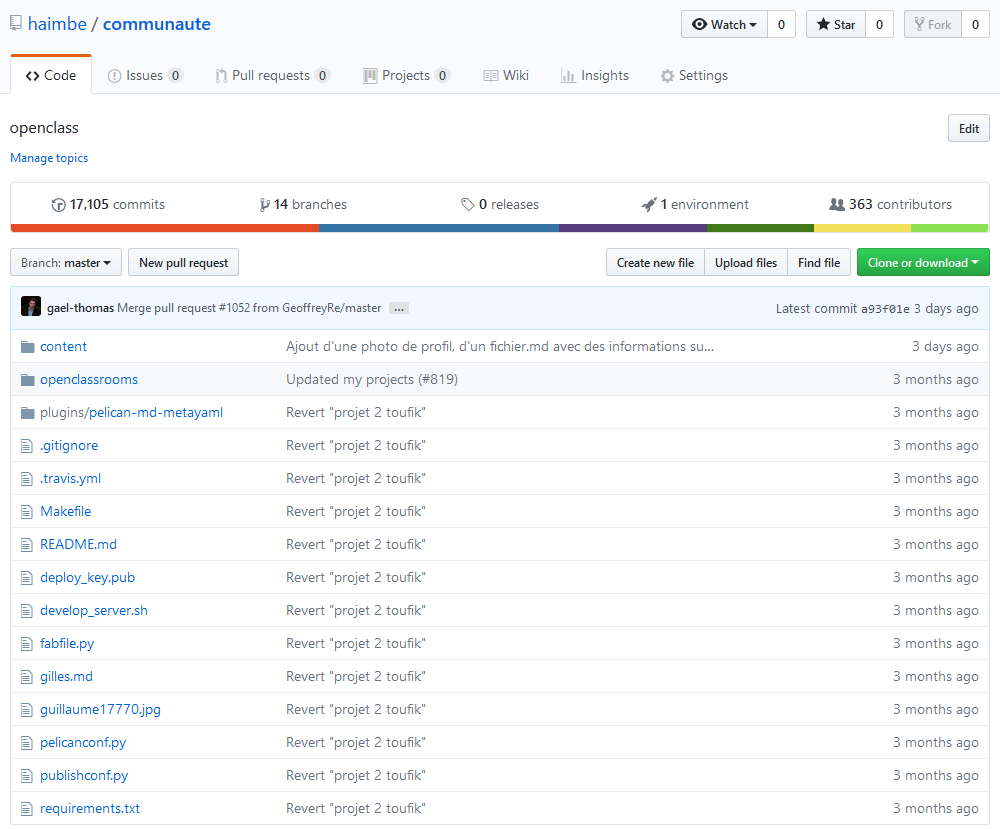 haimbe / communaute Watch 0 Star 0 Fork 0
Code Issues 0 Pull requests 0 Projects 0 Wiki Insights Settings
openclass Edit
Manage topics
17,105 commits 14 branches 0 releases 1 environment 363 contributors
Branch: master New pull request Create new file Upload files Find file Clone or download
gael-thomas Merge pull request #1052 from GeoffreyRe/master ... Latest commit a93f01e 3 days ago
content Ajout d'une photo de profil, d'un fichier.md avec des informations su... 3 days ago
openclassrooms Updated my projects (#819) 3 months ago
plugins/pelican-md-metayaml Revert "projet 2 toufik" 3 months ago
.gitignore Revert "projet 2 toufik" 3 months ago
.travis.yml Revert "projet 2 toufik" 3 months ago
Makefile Revert "projet 2 toufik" 3 months ago
README.md Revert "projet 2 toufik" 3 months ago
deploy_key.pub Revert "projet 2 toufik" 3 months ago
develop_server.sh Revert "projet 2 toufik" 3 months ago
fabfile.py Revert "projet 2 toufik" 3 months ago
gilles.md Revert "projet 2 toufik" 3 months ago
guillaume17770.jpg Revert "projet 2 toufik" 3 months ago
pelicanconf.py Revert "projet 2 toufik" 3 months ago
publishconf.py Revert "projet 2 toufik" 3 months ago
requirements.txt Revert "projet 2 toufik" 3 months ago